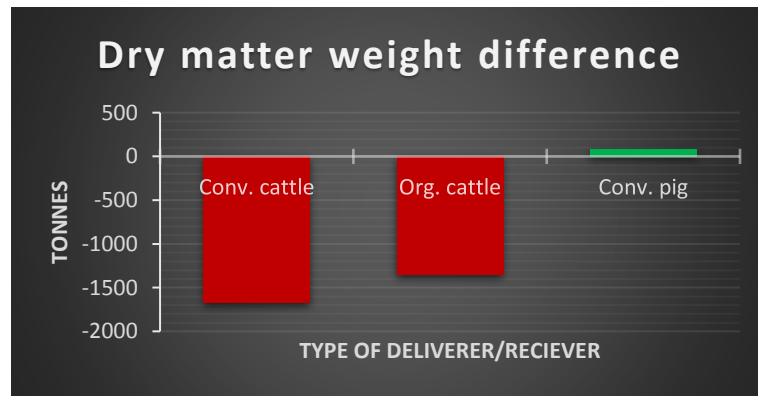 Dry matter weight difference
500
0
-500
-1000
-1500
-2000
TONNES
Conv. cattle
Org. cattle
Conv. pig
TYPE OF DELIVERER/RECIEVER